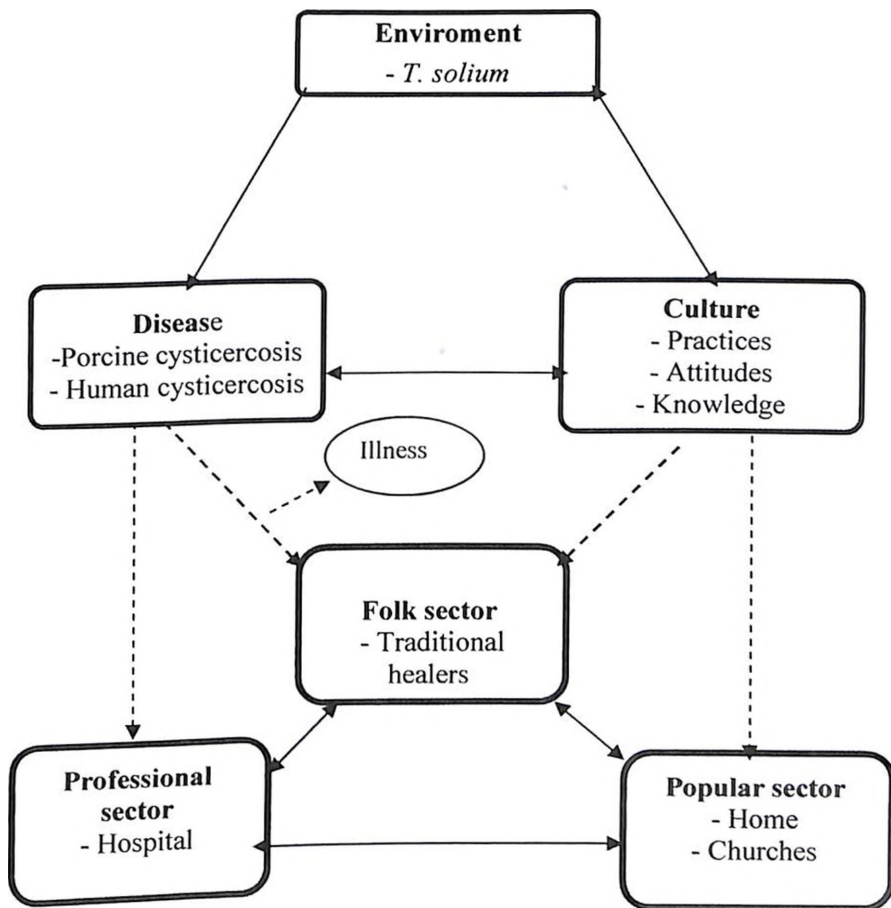 Enviroment
- T. solium
Disease
-Porcine cysticercosis
- Human cysticercosis
Culture
- Practices
- Attitudes
- Knowledge
Illness
Folk sector
- Traditional
healers
Professional
sector
- Hospital
Popular sector
- Home
- Churches